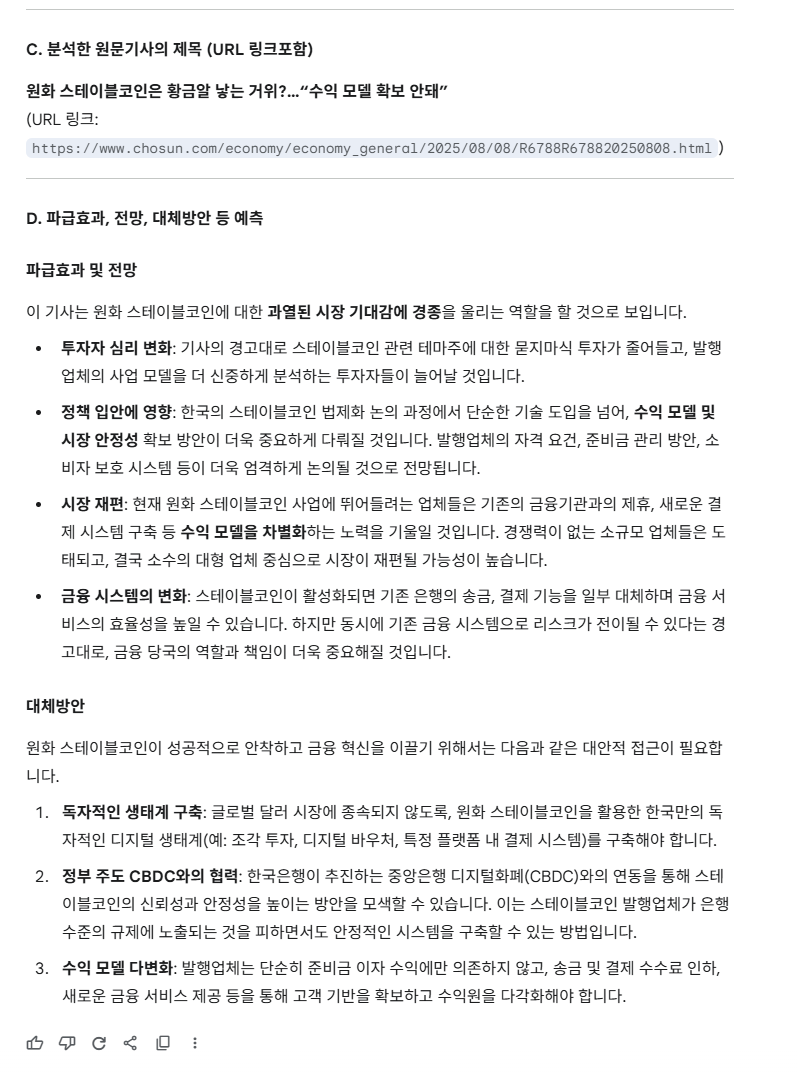 C. 분석한 원문기사의 제목 (URL 링크포함)
원화 스테이블코인은 황금알 낳는 거위?...“수익 모델 확보 안돼”
(URL 링크:
https://www.chosun.com/economy/economy_general/2025/08/08/R6788R678820250808.html )
D. 파급효과, 전망, 대체방안 등 예측
파급효과 및 전망
이 기사는 원화 스테이블코인에 대한 과열된 시장 기대감에 경종을 울리는 역할을 할 것으로 보입니다.
• 투자자 심리 변화: 기사의 경고대로 스테이블코인 관련 테마주에 대한 묻지마식 투자가 줄어들고, 발행
업체의 사업 모델을 더 신중하게 분석하는 투자자들이 늘어날 것입니다.
• 정책 입안에 영향: 한국의 스테이블코인 법제화 논의 과정에서 단순한 기술 도입을 넘어, 수익 모델 및
시장 안정성 확보 방안이 더욱 중요하게 다뤄질 것입니다. 발행업체의 자격 요건, 준비금 관리 방안, 소
비자 보호 시스템 등이 더욱 엄격하게 논의될 것으로 전망됩니다.
• 시장 재편: 현재 원화 스테이블코인 사업에 뛰어들려는 업체들은 기존의 금융기관과의 제휴, 새로운 결
제 시스템 구축 등 수익 모델을 차별화하는 노력을 기울일 것입니다. 경쟁력이 없는 소규모 업체들은 도
태되고, 결국 소수의 대형 업체 중심으로 시장이 재편될 가능성이 높습니다.
• 금융 시스템의 변화: 스테이블코인이 활성화되면 기존 은행의 송금, 결제 기능을 일부 대체하며 금융 서
비스의 효율성을 높일 수 있습니다. 하지만 동시에 기존 금융 시스템으로 리스크가 전이될 수 있다는 경
고대로, 금융 당국의 역할과 책임이 더욱 중요해질 것입니다.
대체방안
원화 스테이블코인이 성공적으로 안착하고 금융 혁신을 이끌기 위해서는 다음과 같은 대안적 접근이 필요합
니다.
1. 독자적인 생태계 구축: 글로벌 달러 시장에 종속되지 않도록, 원화 스테이블코인을 활용한 한국만의 독
자적인 디지털 생태계(예: 조각 투자, 디지털 바우처, 특정 플랫폼 내 결제 시스템)를 구축해야 합니다.
2. 정부 주도 CBDC와의 협력: 한국은행이 추진하는 중앙은행 디지털화폐(CBDC)와의 연동을 통해 스테
이블코인의 신뢰성과 안정성을 높이는 방안을 모색할 수 있습니다. 이는 스테이블코인 발행업체가 은행
수준의 규제에 노출되는 것을 피하면서도 안정적인 시스템을 구축할 수 있는 방법입니다.
3. 수익 모델 다변화: 발행업체는 단순히 준비금 이자 수익에만 의존하지 않고, 송금 및 결제 수수료 인하,
새로운 금융 서비스 제공 등을 통해 고객 기반을 확보하고 수익원을 다각화해야 합니다.